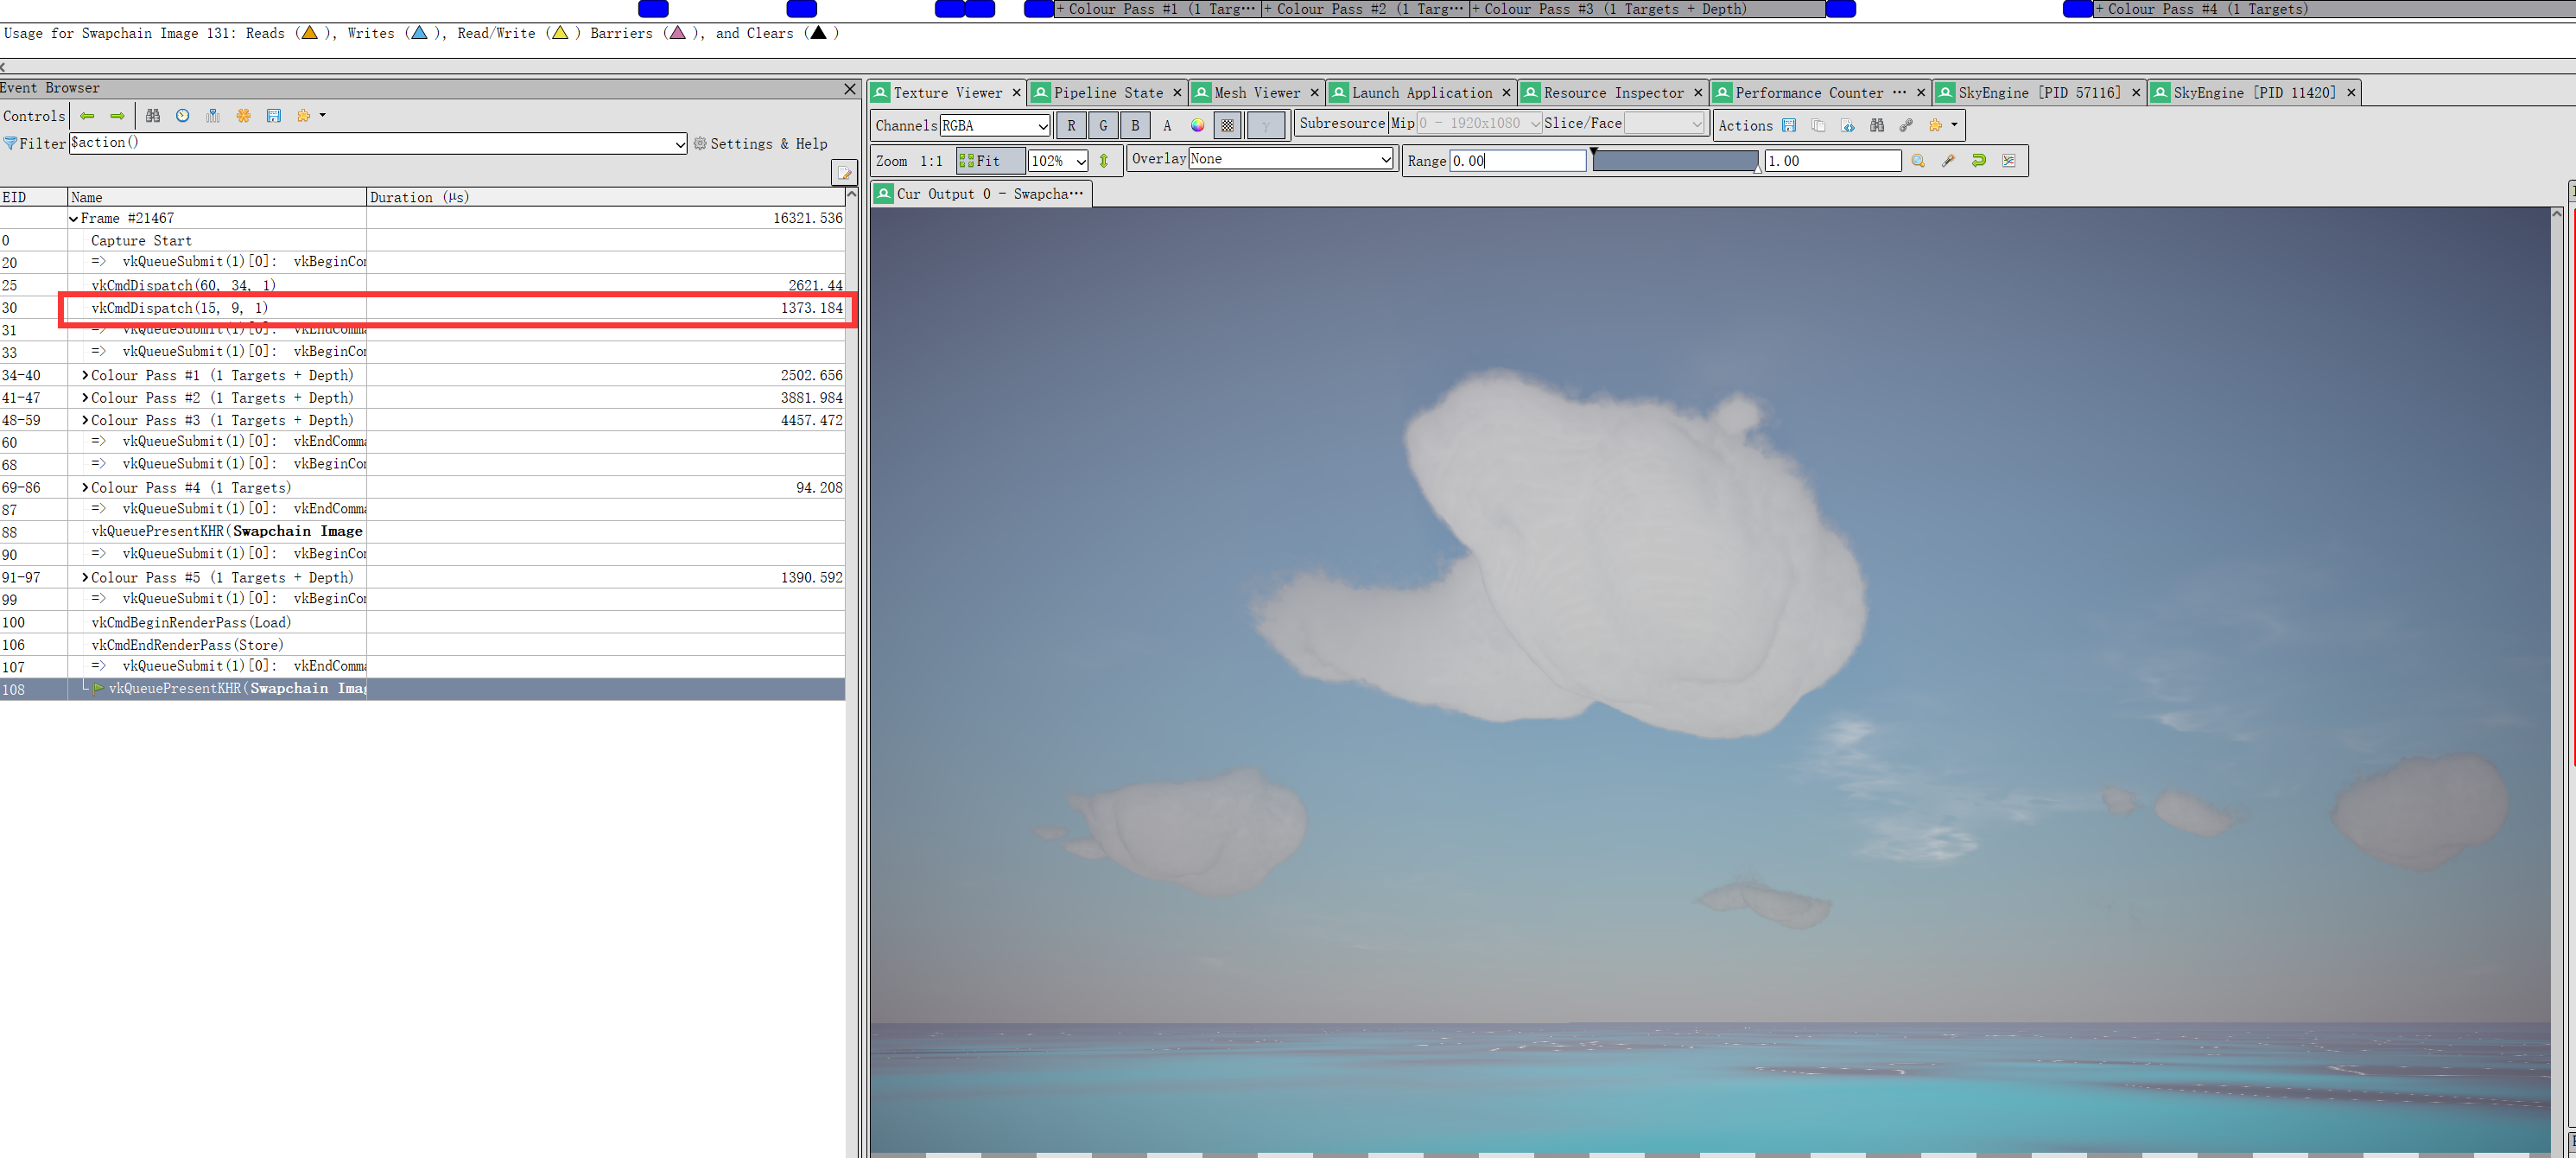 + Colour Pass #1 (1 Targ··· + Colour Pass #2 (1 Targ··· + Colour Pass #3 (1 Targets + Depth) + Colour Pass #4 (1 Targets)
Usage for Swapchain Image 131: Reads ( ), Writes ( ), Read/Write ( ) Barriers ( ), and Clears ( )
Event Browser
Controls
Filter $action() Settings & Help
EID Name Duration (μs)
Frame #21467 16321.536
0 Capture Start
20 => vkQueueSubmit(1)[0]: vkBeginCo
25 vkCmdDispatch(60, 34, 1) 2621.44
30 vkCmdDispatch(15, 9, 1) 1373.184
31 => vkQueueSubmit(1)[0]: vkEndComma
33 => vkQueueSubmit(1)[0]: vkBeginCo
34-40 Colour Pass #1 (1 Targets + Depth) 2502.656
41-47 Colour Pass #2 (1 Targets + Depth) 3881.984
48-59 Colour Pass #3 (1 Targets + Depth) 4457.472
60 => vkQueueSubmit(1)[0]: vkEndComma
68 => vkQueueSubmit(1)[0]: vkBeginCo
69-86 Colour Pass #4 (1 Targets) 94.208
87 => vkQueueSubmit(1)[0]: vkEndComma
88 vkQueuePresentKHR(Swapchain Image
90 => vkQueueSubmit(1)[0]: vkBeginCo
91-97 Colour Pass #5 (1 Targets + Depth) 1390.592
99 => vkQueueSubmit(1)[0]: vkBeginCo
100 vkCmdBeginRenderPass(Load)
106 vkCmdEndRenderPass(Store)
107 => vkQueueSubmit(1)[0]: vkEndComma
108 vkQueuePresentKHR(Swapchain Imag
Texture Viewer Pipeline State Mesh Viewer Launch Application Resource Inspector Performance Counter ··· SkyEngine [PID 57116] SkyEngine [PID 11420]
Channels RGBA R G B A γ Subresource Mip 0 - 1920x1080 Slice/Face Actions
Zoom 1:1 Fit 102% Overlay None Range 0.00 1.00
Cur Output 0 - Swapcha···